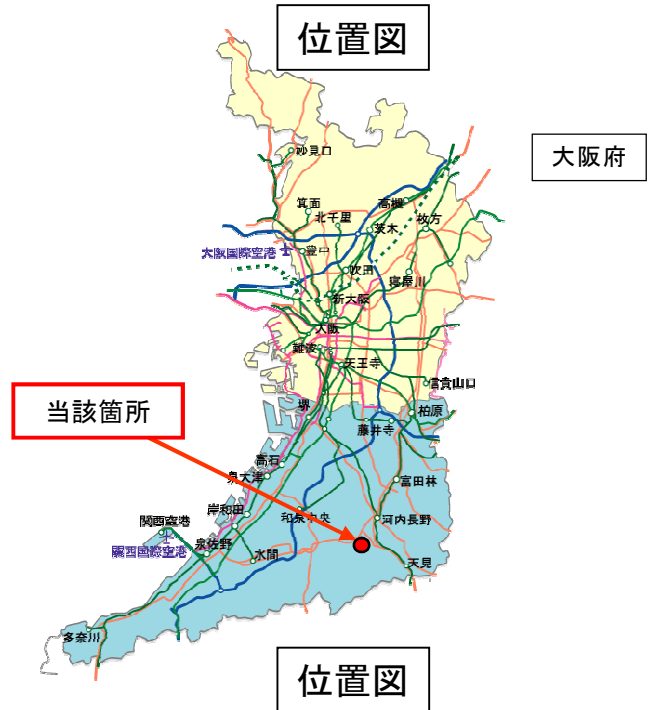 位置図
大阪府
妙見口
箕面
北千里
高槻
茨木
枚方
大阪国際空港
豊中
吹田
寝屋川
新大阪
大阪
難波
天王寺
信貴山口
当該箇所
堺
柏原
藤井寺
高石
泉大津
富田林
岸和田
和泉中央
関西空港
河内長野
関西国際空港
泉佐野
水間
天見
多奈川
位置図